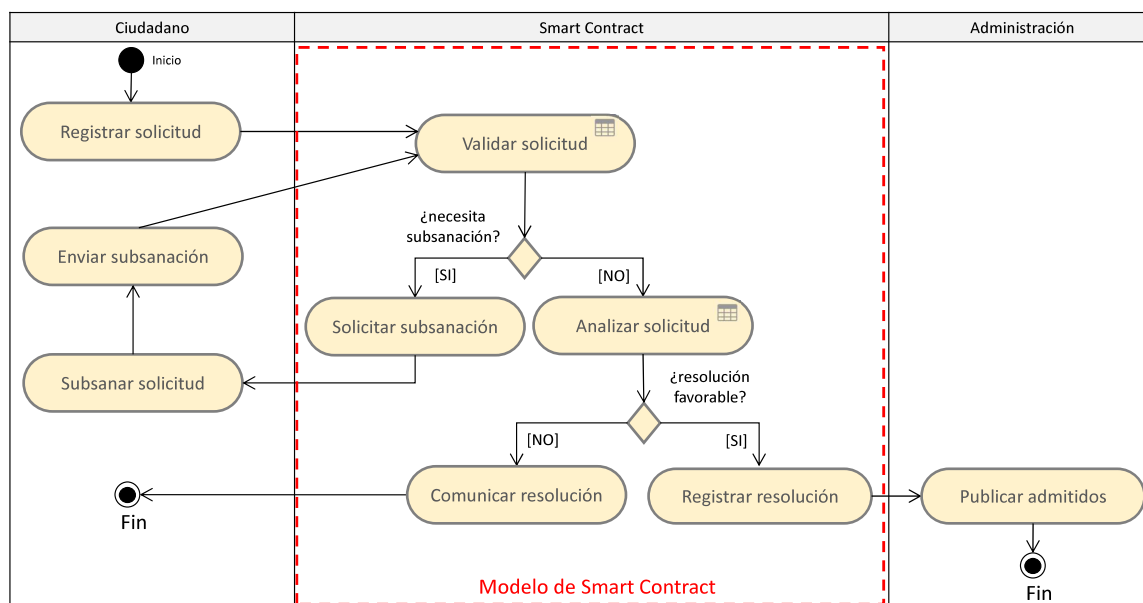 Ciudadano
Smart Contract
Administración
Inicio
Registrar solicitud
Validar solicitud
¿necesita
subsanación?
Enviar subsanación
[SI]
[NO]
Solicitar subsanación
Analizar solicitud
Subsanar solicitud
¿resolución
favorable?
[NO]
[SI]
Comunicar resolución
Registrar resolución
Publicar admitidos
Fin
Modelo de Smart Contract
Fin